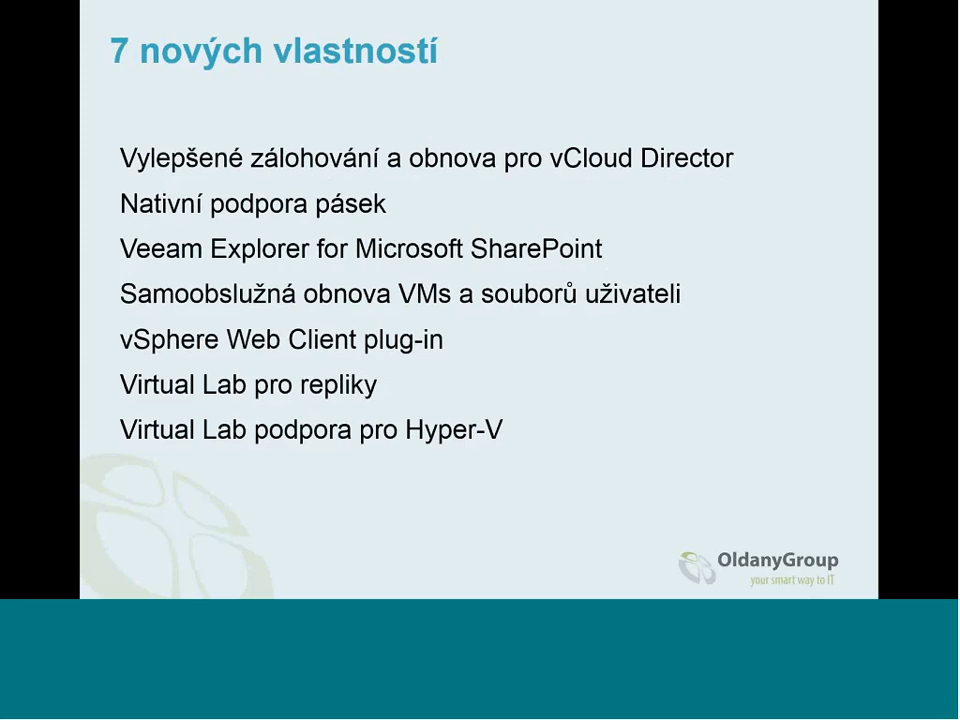 7 nových vlastností
Vylepšené zálohování a obnova pro vCloud Director
Nativní podpora pásek
Veeam Explorer for Microsoft SharePoint
Samoobslužná obnova VMs a souborů uživateli
vSphere Web Client plug-in
Virtual Lab pro repliky
Virtual Lab podpora pro Hyper-V
OldanyGroup
your smart way to IT